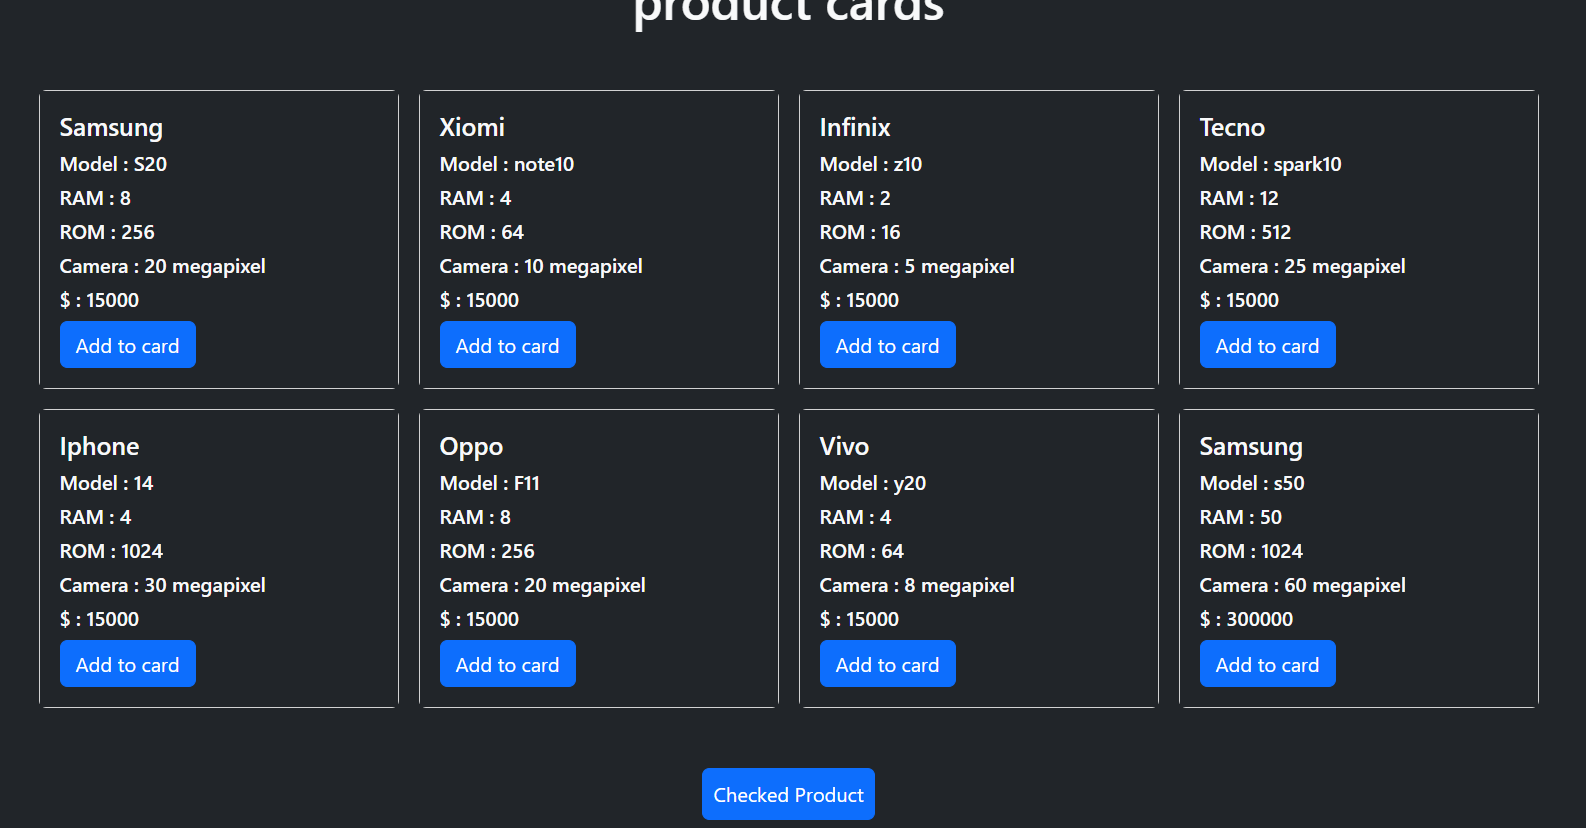 product cards
Samsung
Model : S20
RAM : 8
ROM : 256
Camera : 20 megapixel
$ : 15000
Add to card
Xiomi
Model : note10
RAM : 4
ROM : 64
Camera : 10 megapixel
$ : 15000
Add to card
Infinix
Model : z10
RAM : 2
ROM : 16
Camera : 5 megapixel
$ : 15000
Add to card
Tecno
Model : spark10
RAM : 12
ROM : 512
Camera : 25 megapixel
$ : 15000
Add to card
Iphone
Model : 14
RAM : 4
ROM : 1024
Camera : 30 megapixel
$ : 15000
Add to card
Oppo
Model : F11
RAM : 8
ROM : 256
Camera : 20 megapixel
$ : 15000
Add to card
Vivo
Model : y20
RAM : 4
ROM : 64
Camera : 8 megapixel
$ : 15000
Add to card
Samsung
Model : s50
RAM : 50
ROM : 1024
Camera : 60 megapixel
$ : 300000
Add to card
Checked Product